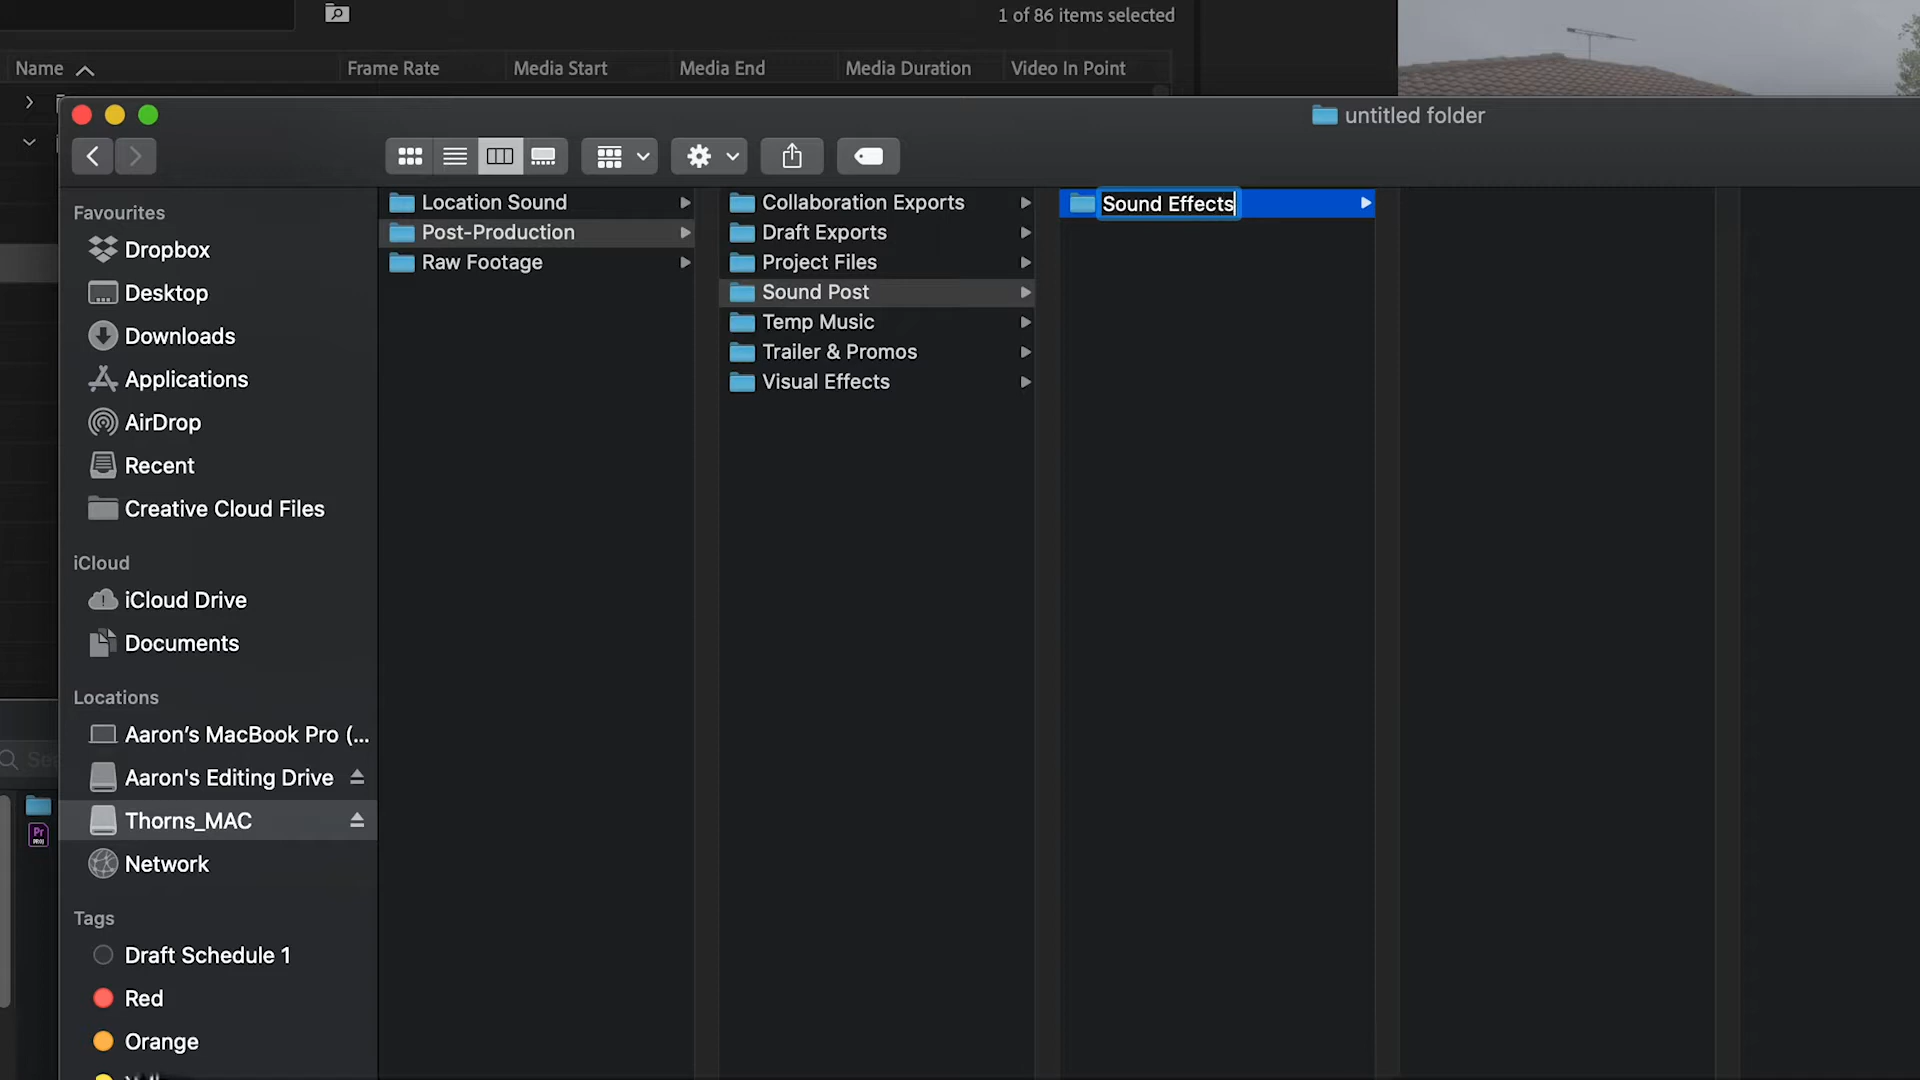 1 of 86 items selected
Name
Frame Rate
Media Start
Media End
Media Duration
Video In Point
untitled folder
Favourites
Dropbox
Desktop
Downloads
Applications
AirDrop
Recent
Creative Cloud Files
iCloud
iCloud Drive
Documents
Locations
Aaron’s MacBook Pro (...
Aaron's Editing Drive
Thorns_MAC
Network
Tags
Draft Schedule 1
Red
Orange
Location Sound
Post-Production
Raw Footage
Collaboration Exports
Draft Exports
Project Files
Sound Post
Temp Music
Trailer & Promos
Visual Effects
Sound Effects
Pr